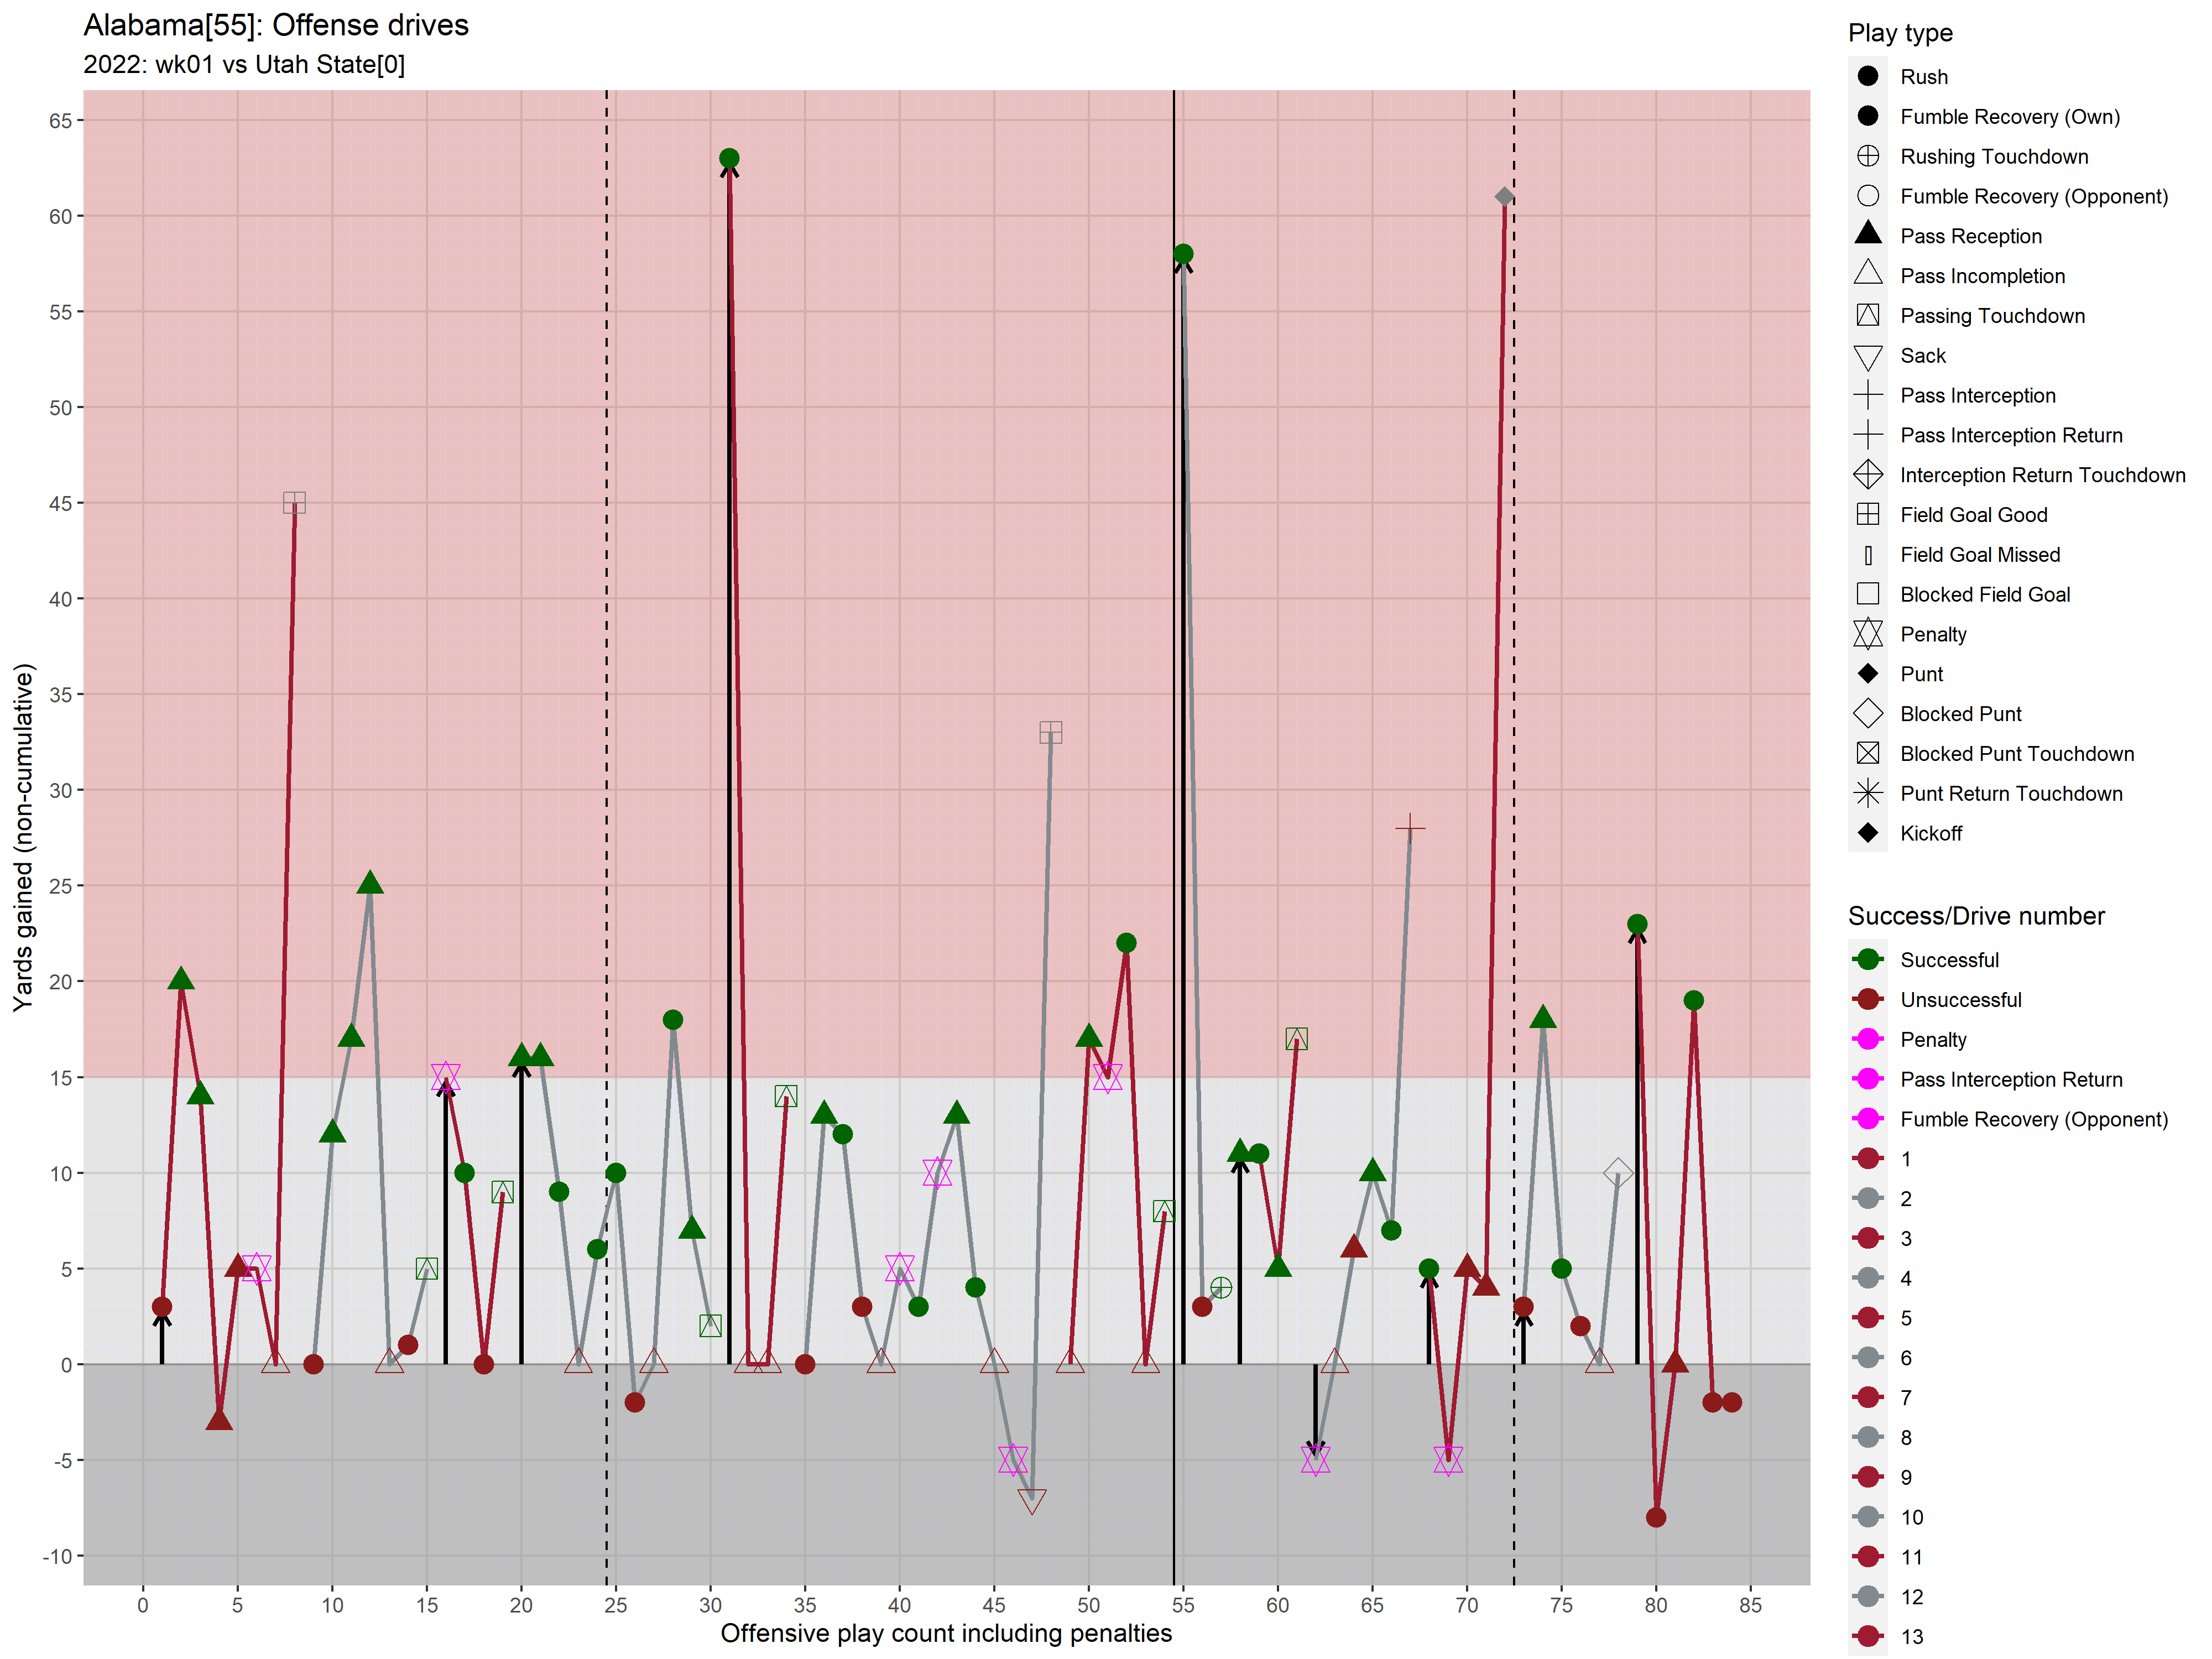 Alabama[55]: Offense drives
2022: wk01 vs Utah State[0]
Yards gained (non-cumulative)
65
60
55
50
45
40
35
30
25
20
15
10
5
0
-5
-10
0 5 10 15 20 25 30 35 40 45 50 55 60 65 70 75 80 85
Offensive play count including penalties
Play type
Rush
Fumble Recovery (Own)
Rushing Touchdown
Fumble Recovery (Opponent)
Pass Reception
Pass Incompletion
Passing Touchdown
Sack
Pass Interception
Pass Interception Return
Interception Return Touchdown
Field Goal Good
Field Goal Missed
Blocked Field Goal
Penalty
Punt
Blocked Punt
Blocked Punt Touchdown
Punt Return Touchdown
Kickoff
Success/Drive number
Successful
Unsuccessful
Penalty
Pass Interception Return
Fumble Recovery (Opponent)
1
2
3
4
5
6
7
8
9
10
11
12
13